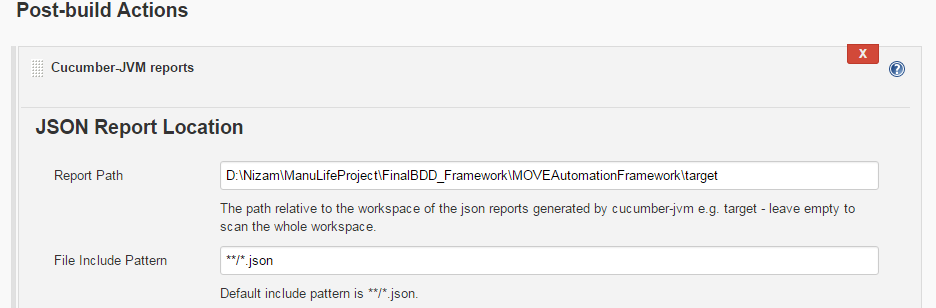 Post-build Actions
Cucumber-JVM reports
X
?
JSON Report Location
Report Path
D:\Nizam\ManuLifeProject\FinalBDD_Framework\MOVEAutomationFramework\target
The path relative to the workspace of the json reports generated by cucumber-jvm e.g. target - leave empty to
scan the whole workspace.
File Include Pattern
**/*.json
Default include pattern is **/*.json.